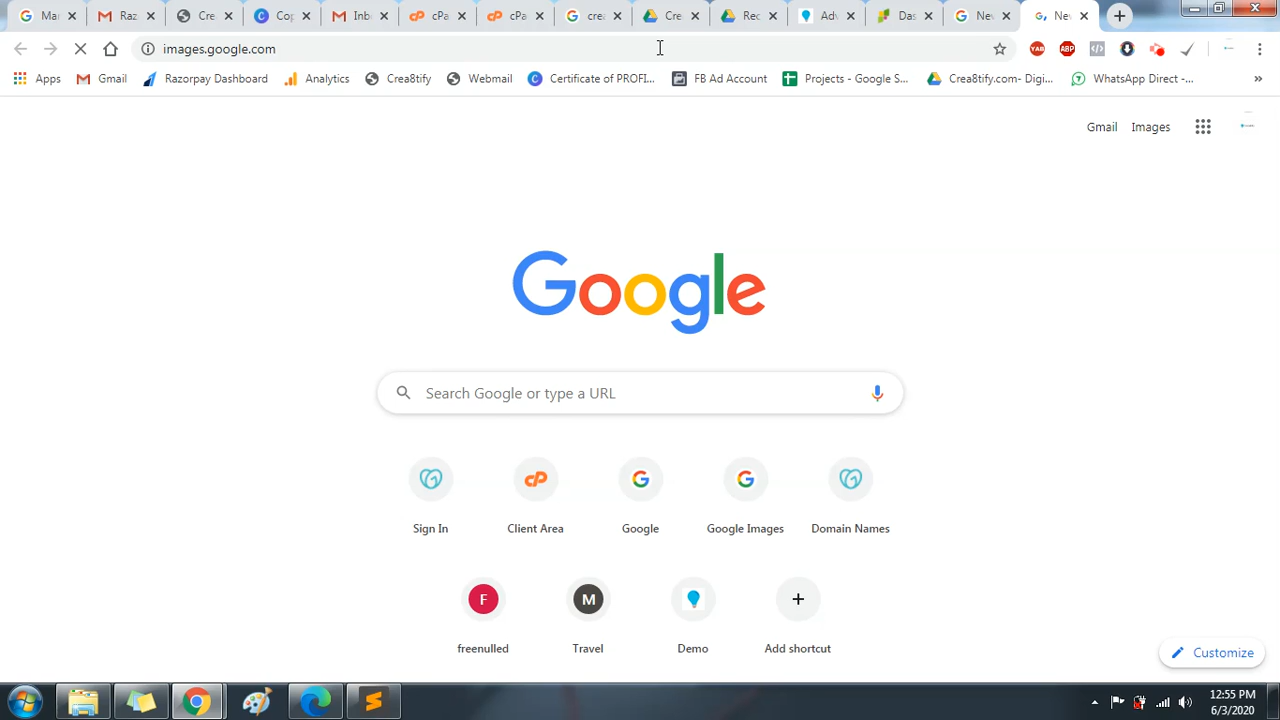 Mar
Raz
Cre
Cop
Inb
cPa
cPa
crea
Cre
Rec
Adv
Das
New
New
images.google.com
Apps
Gmail
Razorpay Dashboard
Analytics
Crea8tify
Webmail
Certificate of PROFI...
FB Ad Account
Projects - Google S...
Crea8tify.com- Digi...
WhatsApp Direct -...
»
Gmail
Images
Google
Search Google or type a URL
Sign In
Client Area
Google
Google Images
Domain Names
F
freenulled
M
Travel
Demo
Add shortcut
Customize
12:55 PM
6/3/2020